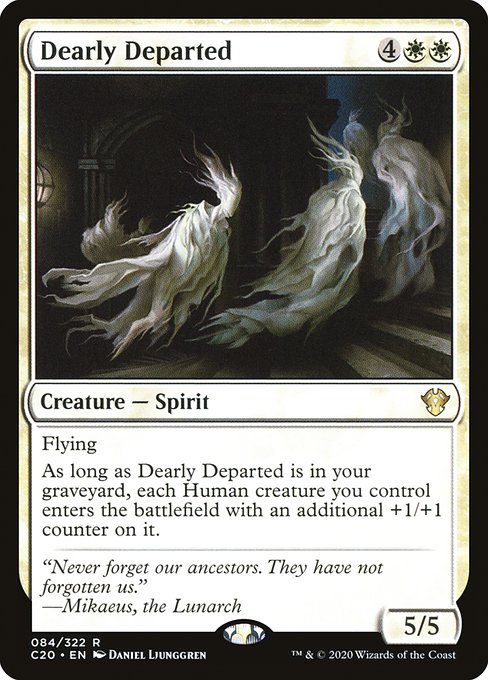 Dearly Departed 4
Creature — Spirit
Flying
As long as Dearly Departed is in your
graveyard, each Human creature you control
enters the battlefield with an additional +1/+1
counter on it.
“Never forget our ancestors. They have not
forgotten us.”
—Mikaeus, the Lunarch
5/5
084/322 R
C20 • EN Daniel Ljunggren
™ & © 2020 Wizards of the Coast